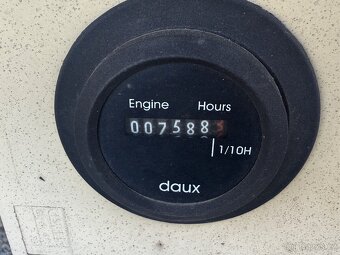 Engine Hours
007588
1/10H
daux